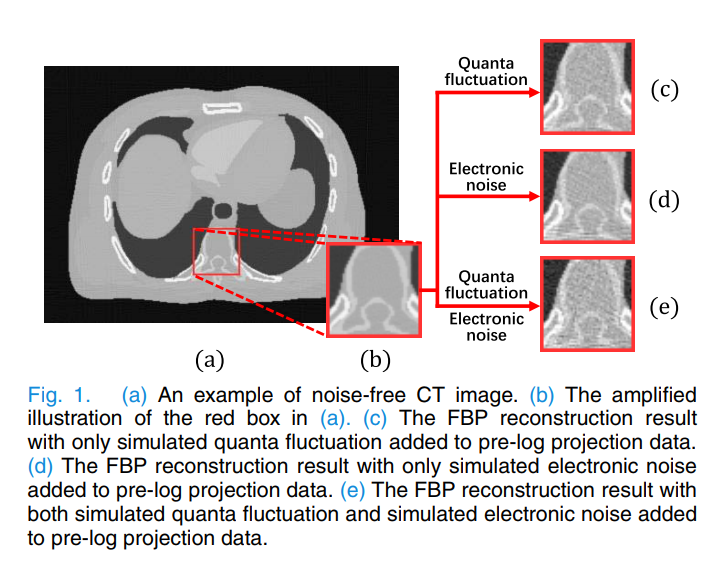 Quanta
fluctuation
(c)
Electronic
noise
(d)
Quanta
fluctuation
Electronic
noise
(e)
(a)
(b)
Fig. 1. (a) An example of noise-free CT image. (b) The amplified
illustration of the red box in (a). (c) The FBP reconstruction result
with only simulated quanta fluctuation added to pre-log projection data.
(d) The FBP reconstruction result with only simulated electronic noise
added to pre-log projection data. (e) The FBP reconstruction result with
both simulated quanta fluctuation and simulated electronic noise added
to pre-log projection data.